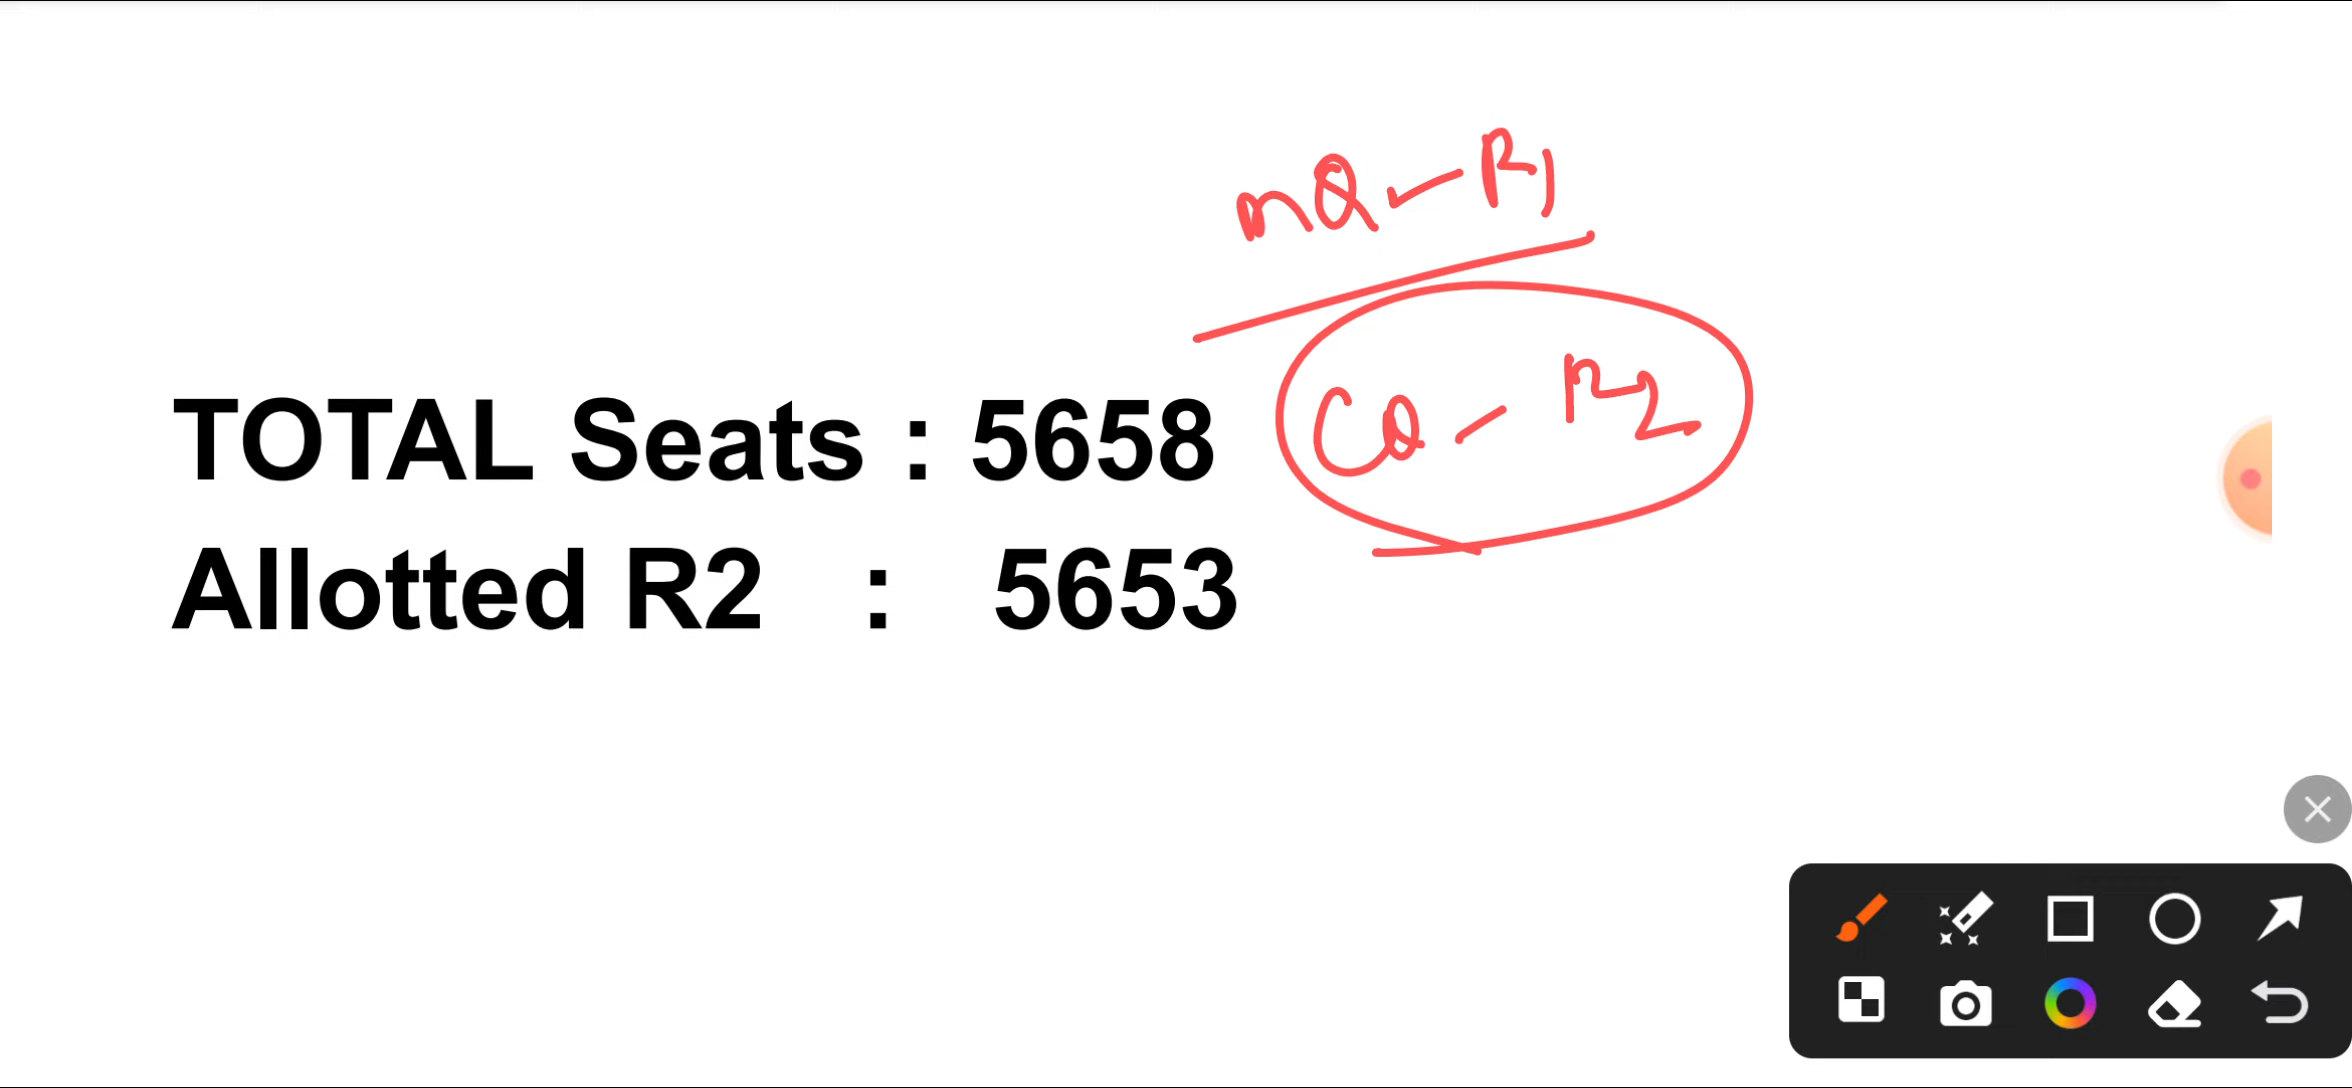 mQ - R1
TOTAL Seats : 5658
CQ - R2
Allotted R2 : 5653